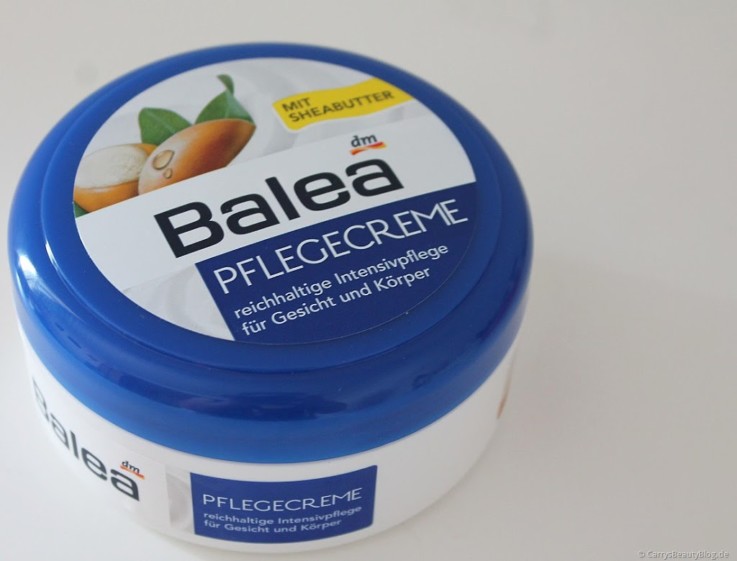 MIT
SHEABUTTER
dm
Balea
PFLEGECREME
reichhaltige Intensivpflege
für Gesicht und Körper
Balea
dm
PFLEGECREME
reichhaltige Intensivpflege
für Gesicht und Körper
© CarrysBeautyBlog.de